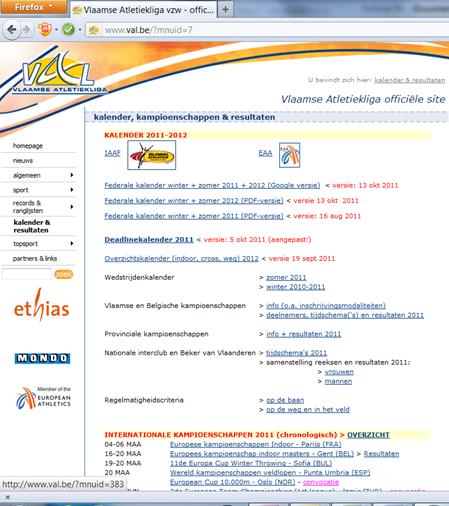 Firefox
Vlaamse Atletiekliga vzw - offic...
www.val.be/?mnuid=7
VAL
VLAAMSE ATLETIEKLIGA
U bevindt zich hier: kalender & resultaten
Vlaamse Atletiekliga officiële site
kalender, kampioenschappen & resultaten
homepage
nieuws
algemeen
sport
records & ranglijsten
kalender & resultaten
topsport
partners & links
zoek
ethias
MONDO
Member of the
EUROPEAN
ATHLETICS
KALENDER 2011-2012
IAAF
EAA
Federale kalender winter + zomer 2011 + 2012 (Google versie) < versie: 13 okt 2011
Federale kalender winter + zomer 2012 (PDF-versie) < versie 13 okt 2011
Federale kalender winter + zomer 2011 (PDF-versie) < versie: 16 aug 2011
Deadlinekalender 2011 < versie: 5 okt 2011 (aangepast!)
Overzichtskalender (indoor, cross, weg) 2012 < versie 19 sept 2011
Wedstrijdenkalender > zomer 2011
> winter 2010-2011
Vlaamse en Belgische kampioenschappen > info (o.a. inschrijvingsmodaliteiten)
> deelnemers, tijdschema('s) en resultaten 2011
Provinciale kampioenschappen > info + resultaten 2011
Nationale interclub en Beker van Vlaanderen > tijdschema's 2011
> samenstelling reeksen en resultaten 2011:
> vrouwen
> mannen
Regelmatigheidscriteria > op de baan
> op de weg en in het veld
INTERNATIONALE KAMPIOENSCHAPPEN 2011 (chronologisch) > OVERZICHT
04-06 MAA Europese kampioenschappen Indoor - Parijs (FRA)
16-20 MAA Europees kampioenschap indoor masters - Gent (BEL) > Resultaten
19-20 MAA 11de Europa Cup Winter Throwing - Sofia (BUL)
20 MAA Wereld kampioenschappen veldlopen - Punta Umbria (ESP)
European Cup 10.000m - Oslo (NOR) - convocatie
http://www.val.be/?mnuid=383